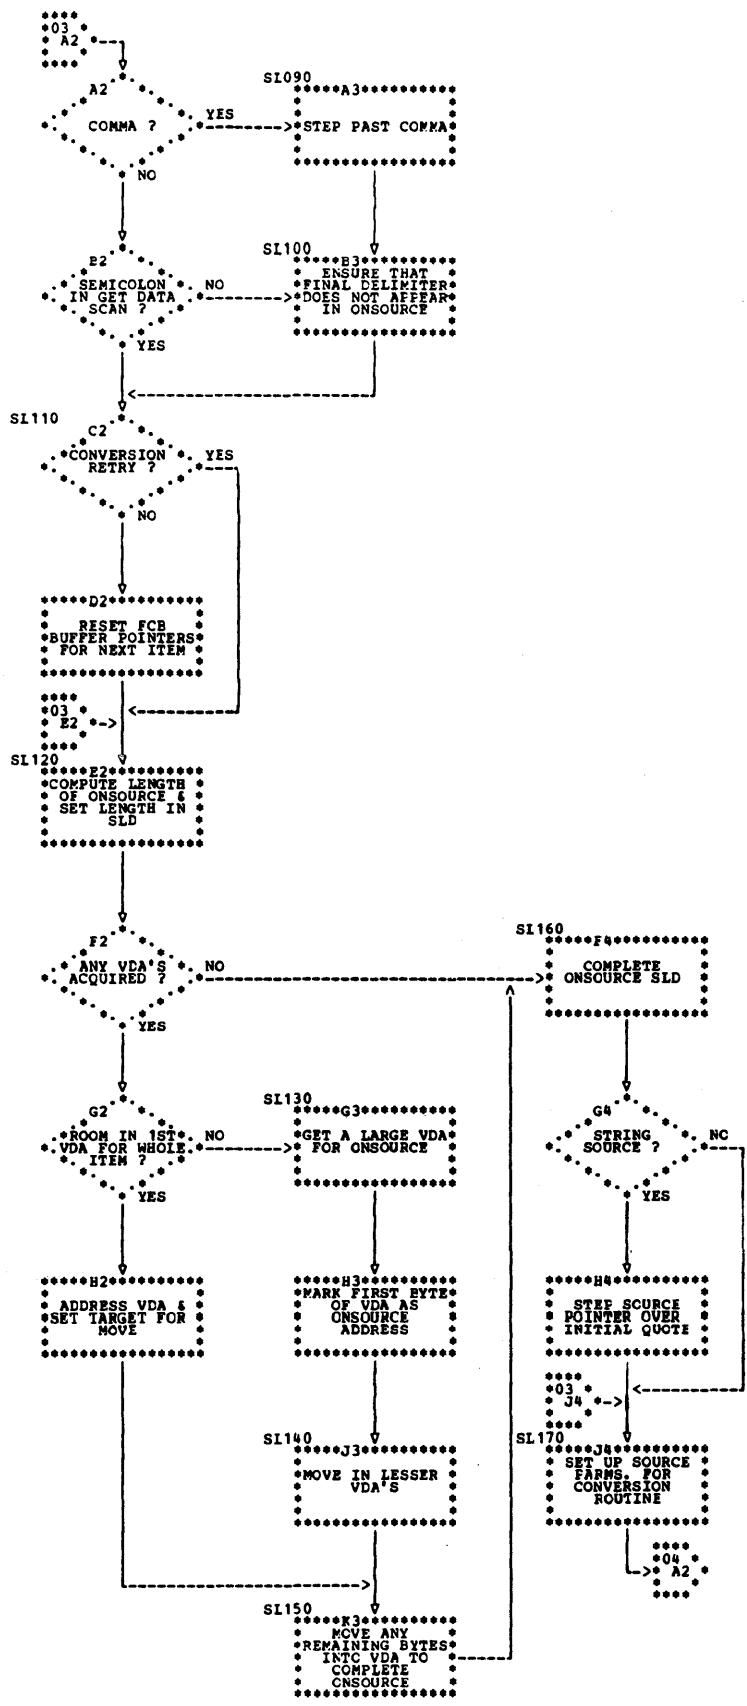 03
A2
A2
COMMA ?
YES
NO
SL090
A3
STEP PAST COMMA
B2
SEMICOLON
IN GET DATA
SCAN ?
NO
YES
SL100
B3
ENSURE THAT
FINAL DELIMITER
DOES NOT APPEAR
IN ONSOURCE
SL110
C2
CONVERSION
RETRY ?
YES
NO
D2
RESET FCB
BUFFER POINTERS
FOR NEXT ITEM
03
E2
SL120
E2
COMPUTE LENGTH
OF ONSOURCE &
SET LENGTH IN
SLD
F2
ANY VDA'S
ACQUIRED ?
NO
YES
SL160
F4
COMPLETE
ONSOURCE SLD
G2
ROOM IN 1ST
VDA FOR WHOLE
ITEM ?
NO
YES
SL130
G3
GET A LARGE VDA
FOR ONSOURCE
G4
STRING
SOURCE ?
NC
YES
H2
ADDRESS VDA &
SET TARGET FOR
MOVE
H3
MARK FIRST BYTE
OF VDA AS
ONSOURCE
ADDRESS
H4
STEP SOURCE
POINTER OVER
INITIAL QUOTE
03
J4
SL140
J3
MOVE IN LESSER
VDA'S
SL170
J4
SET UP SOURCE
PARMS. FOR
CONVERSION
ROUTINE
04
A2
SL150
K3
MOVE ANY
REMAINING BYTES
INTC VDA TO
COMPLETE
ONSOURCE